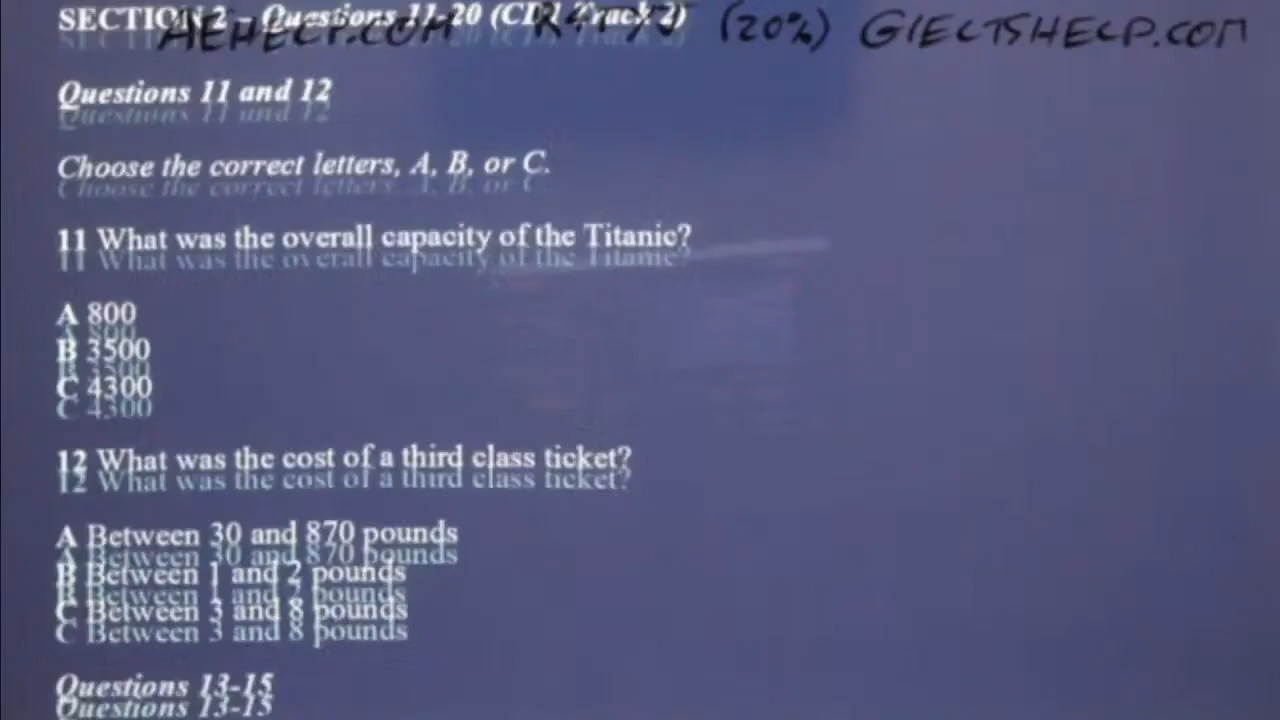 SECTION 2 - Questions 11-20 (CD1 Track 2)
AEHELP.COM (20%) GIELTSHELP.COM
Questions 11 and 12
Choose the correct letters, A, B, or C.
11 What was the overall capacity of the Titanic?
A 800
B 3500
C 4300
12 What was the cost of a third class ticket?
A Between 30 and 870 pounds
B Between 1 and 2 pounds
C Between 3 and 8 pounds
Questions 13-15